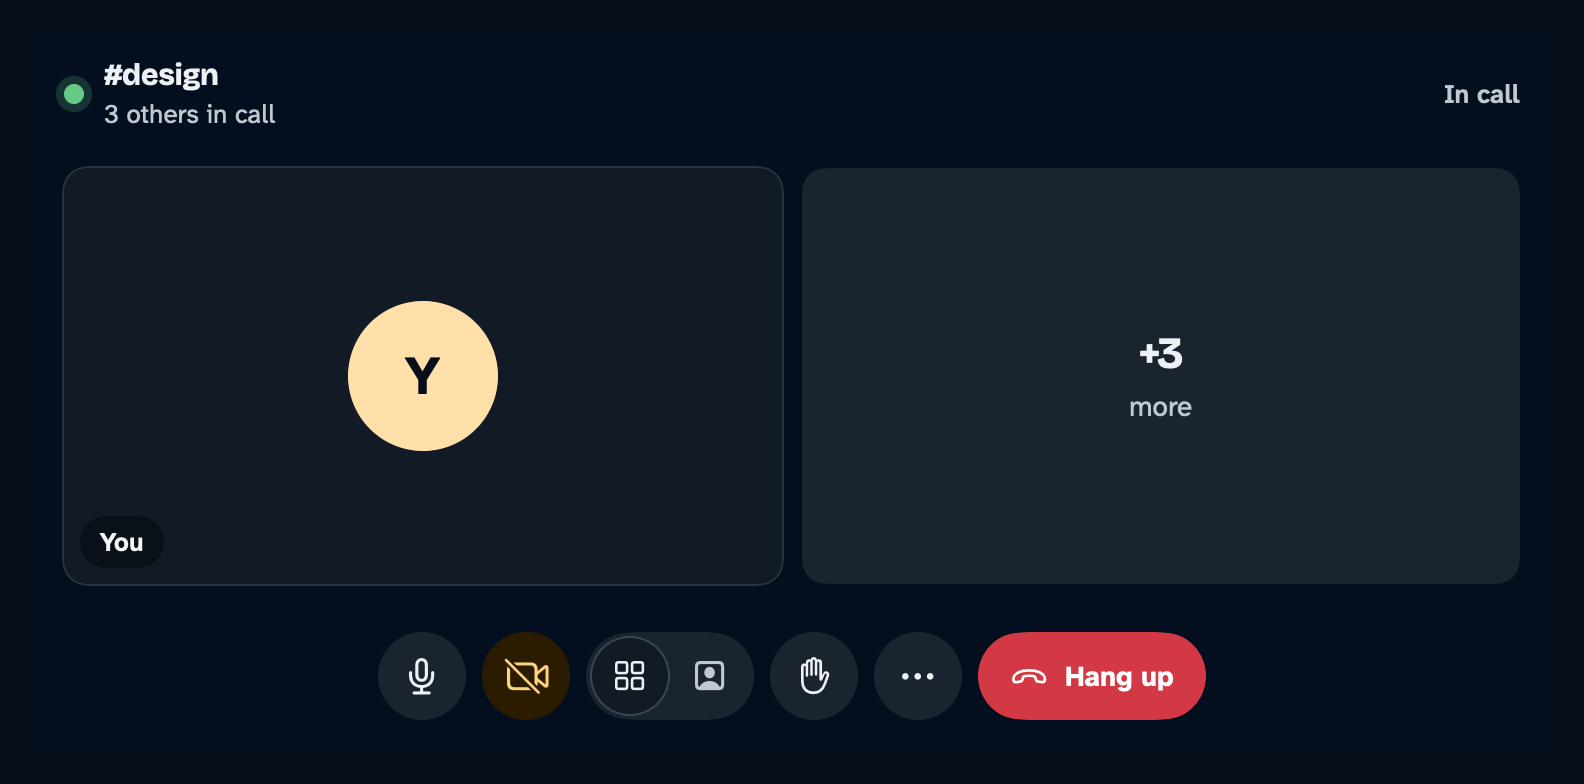 #design
3 others in call
In call
Y
You
+3
more
Hang up